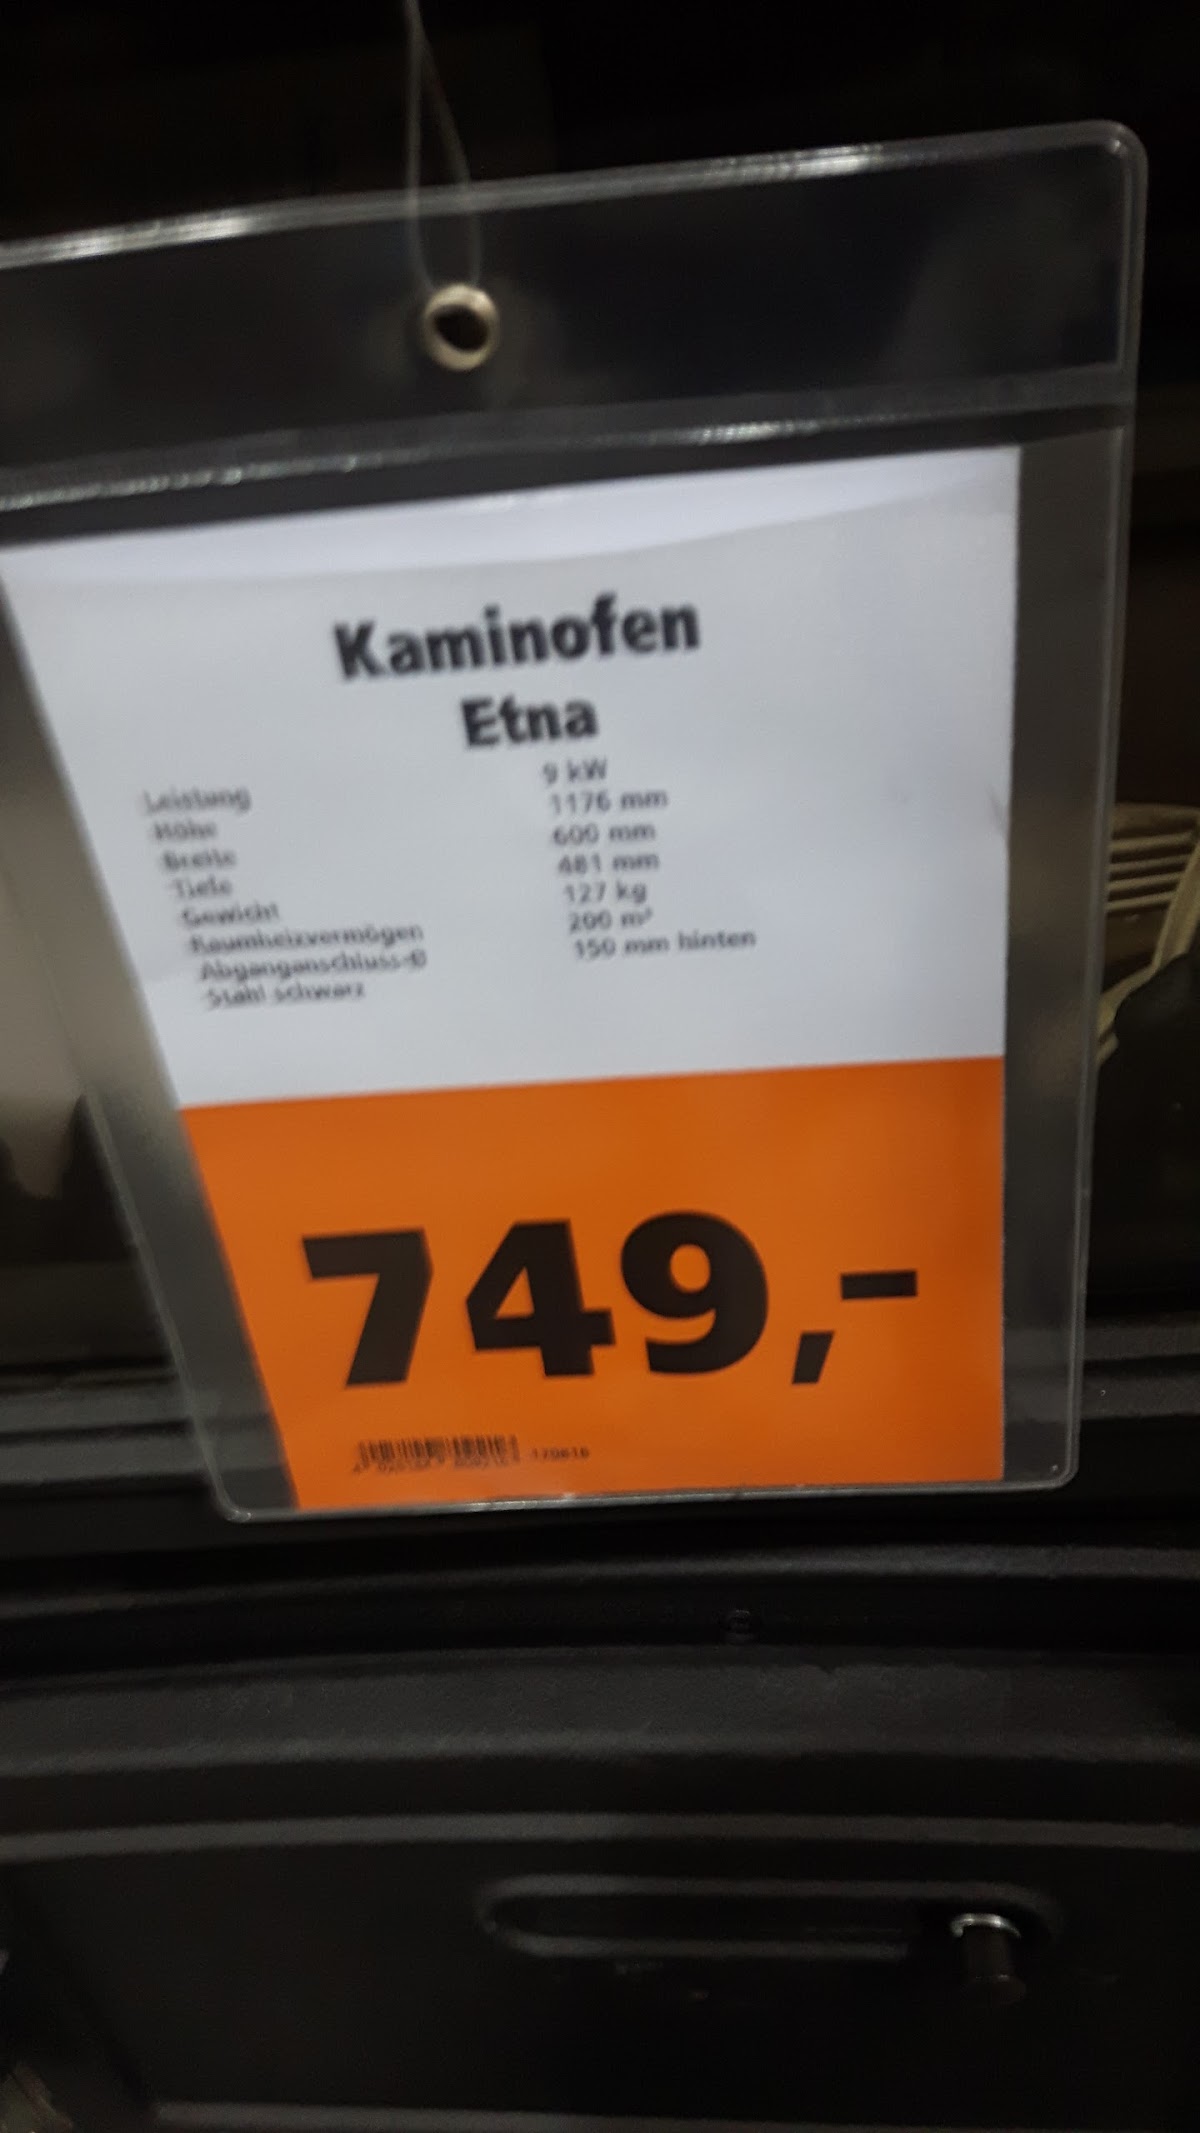 Kaminofen
Etna
Leistung 9 kW
Höhe 1176 mm
Breite 600 mm
Tiefe 481 mm
Gewicht 127 kg
Raumheizvermögen 200 m³
Abganganschluss-Ø 150 mm hinten
Stahl schwarz
749,-